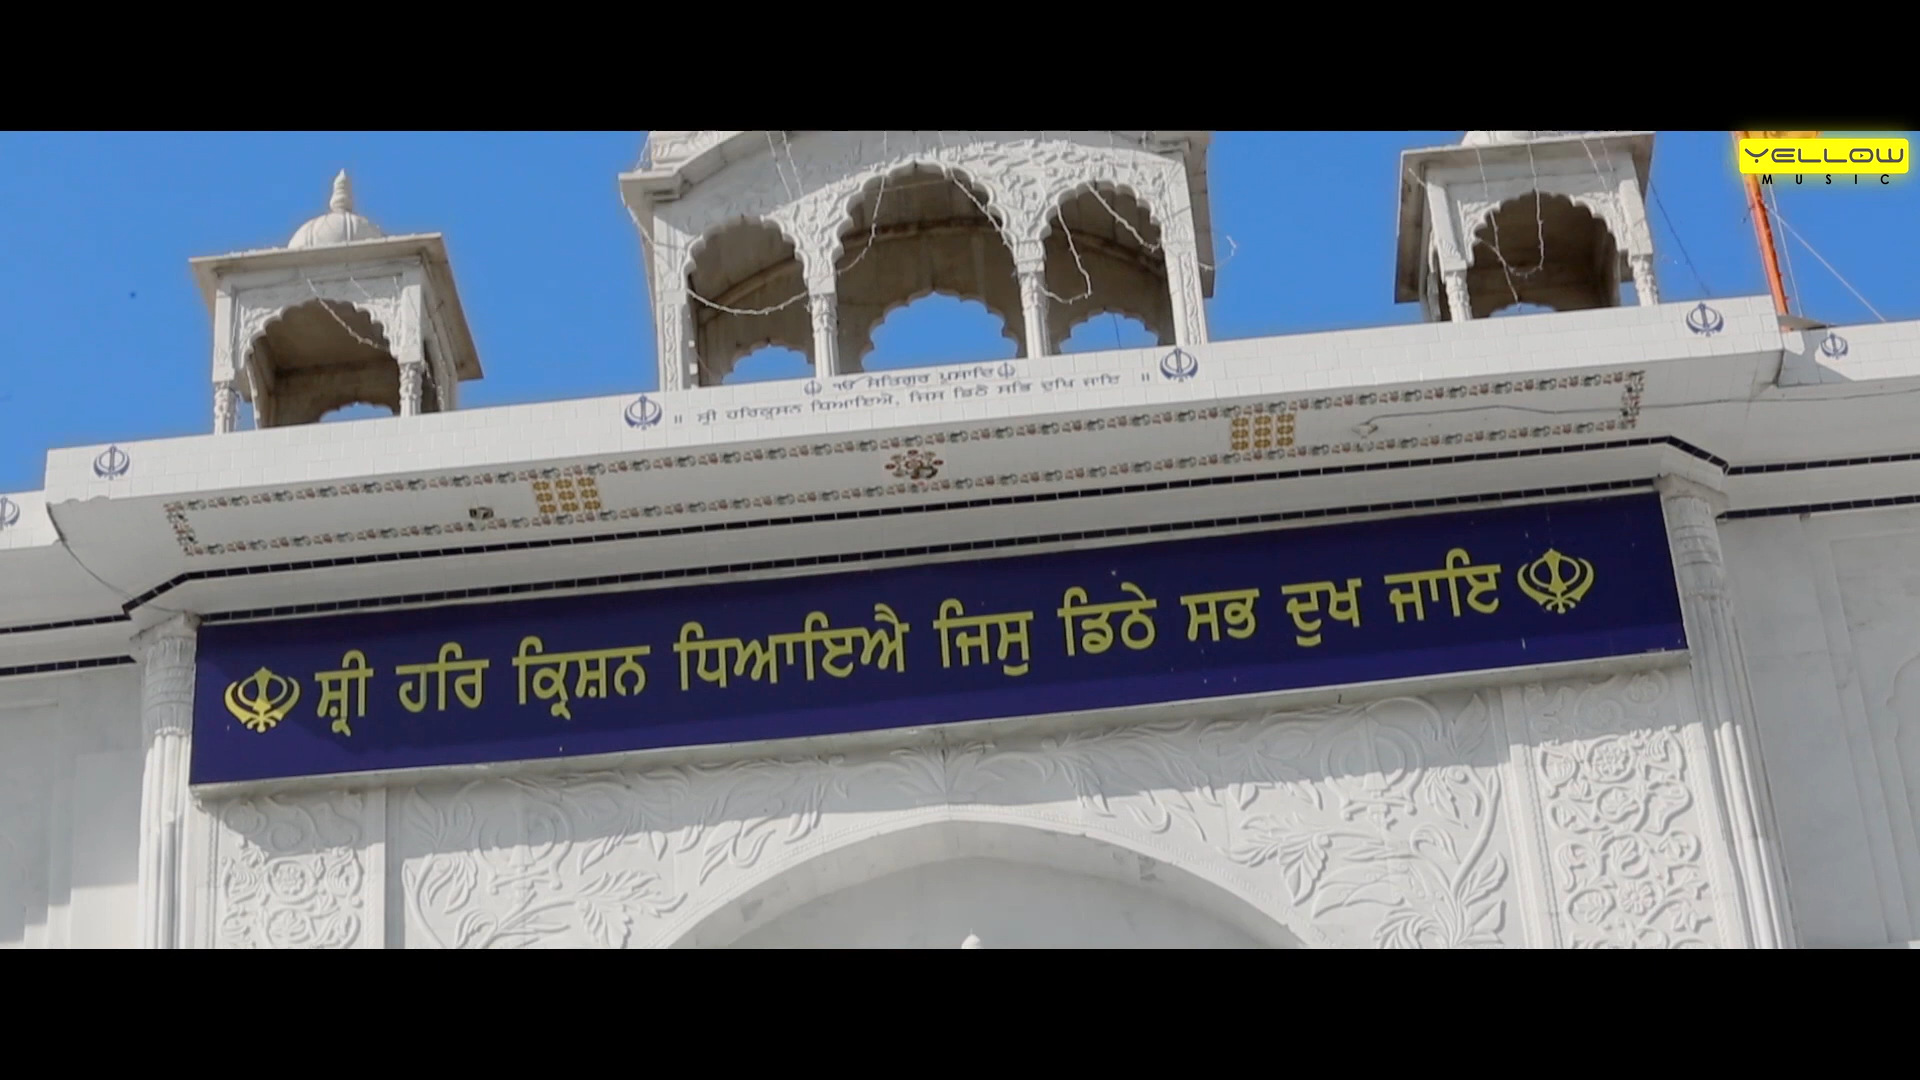 YELLOW
MUSIC
ੴ ਸਤਿਗੁਰ ਪ੍ਰਸਾਦਿ
॥ ਸ੍ਰੀ ਹਰਿਕ੍ਰਿਸ਼ਨ ਧਿਆਇਐ, ਜਿਸ ਡਿਠੈ ਸਭਿ ਦੁਖਿ ਜਾਇ ॥
ਸ਼੍ਰੀ ਹਰਿ ਕ੍ਰਿਸ਼ਨ ਧਿਆਇਐ ਜਿਸੁ ਡਿਠੇ ਸਭ ਦੁਖ ਜਾਇ